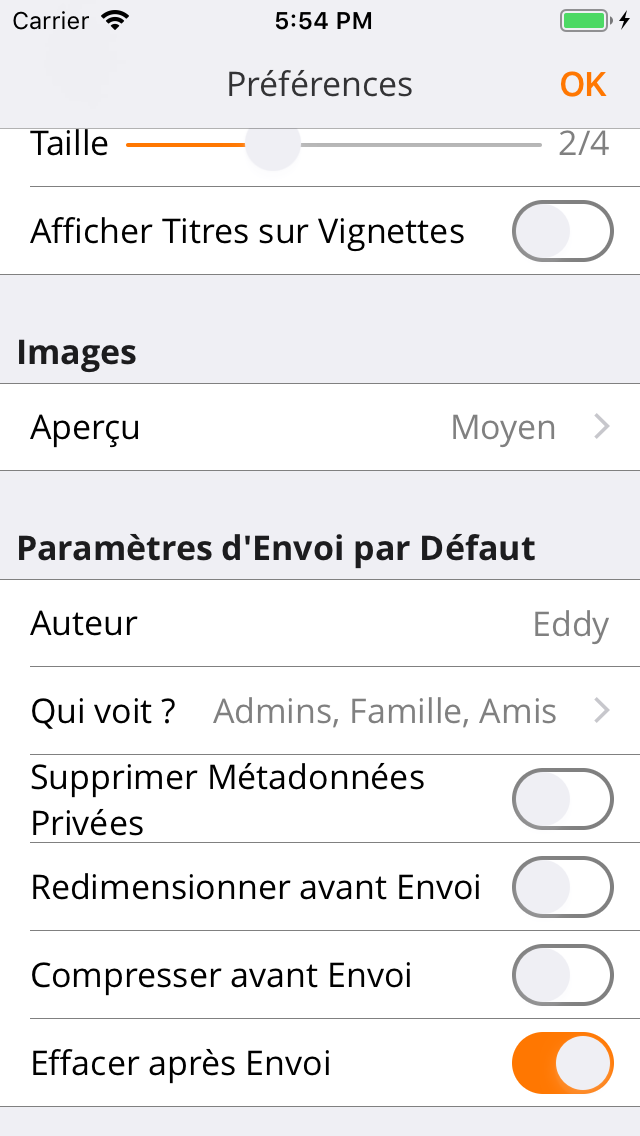 Carrier 5:54 PM
Préférences OK
Taille 2/4
Afficher Titres sur Vignettes
Images
Aperçu Moyen
Paramètres d'Envoi par Défaut
Auteur Eddy
Qui voit ? Admins, Famille, Amis
Supprimer Métadonnées
Privées
Redimensionner avant Envoi
Compresser avant Envoi
Effacer après Envoi